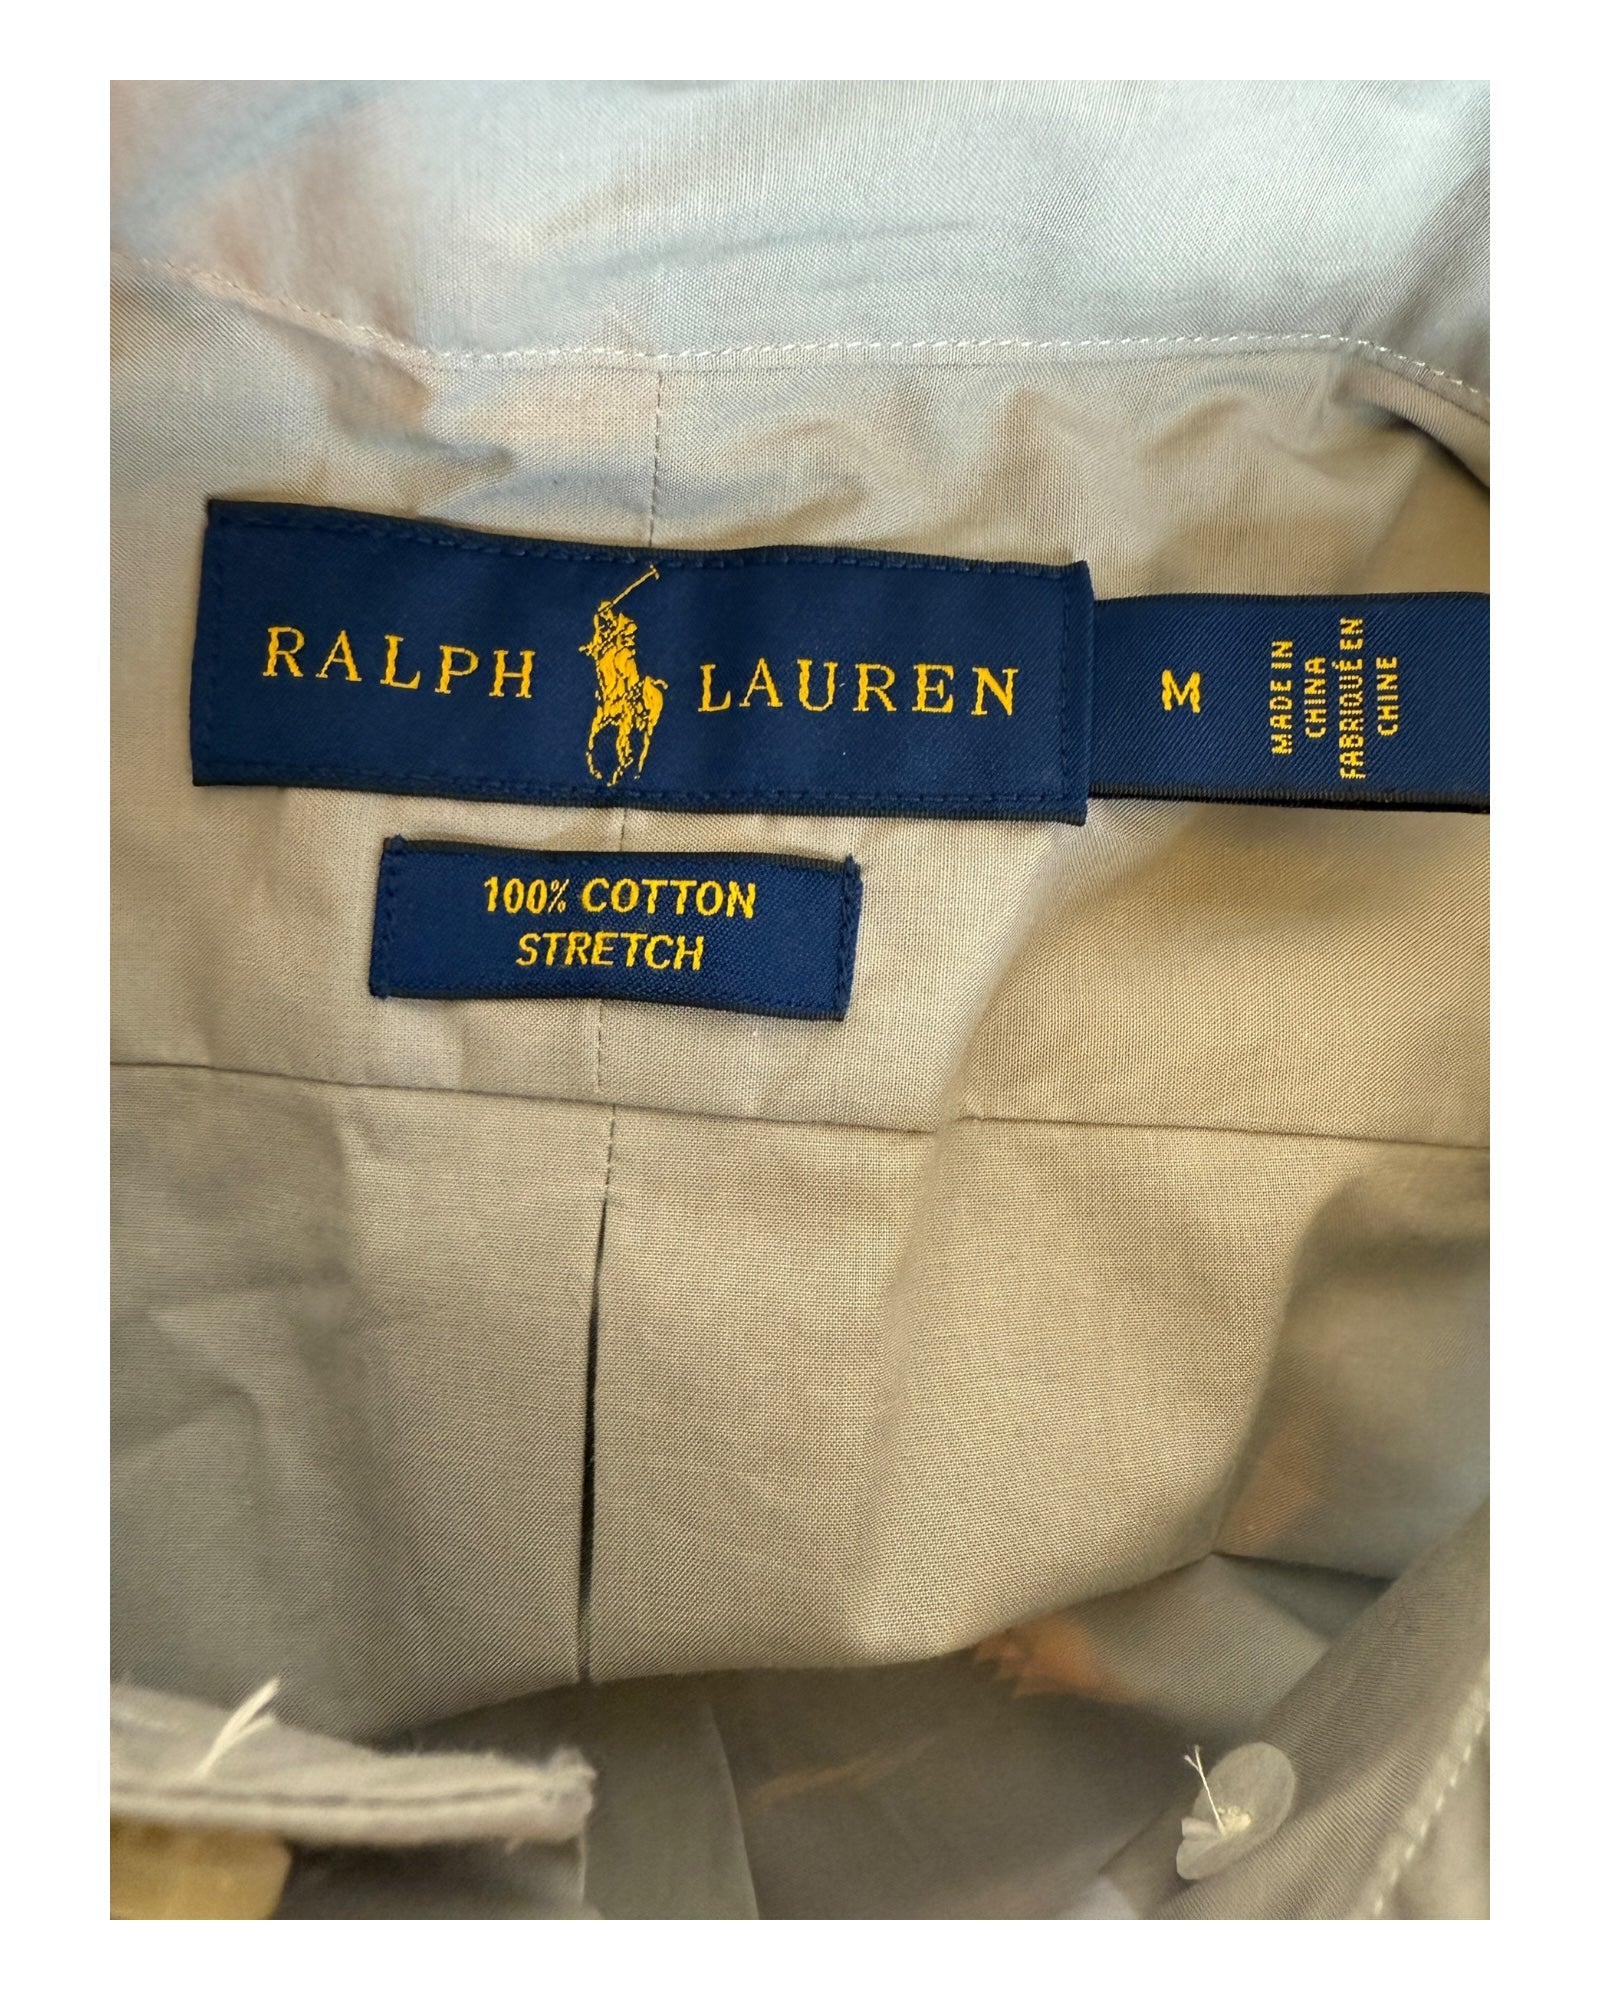 RALPH LAUREN
M
MADE IN
CHINA
FABRIQUÉ EN
CHINE
100% COTTON
STRETCH